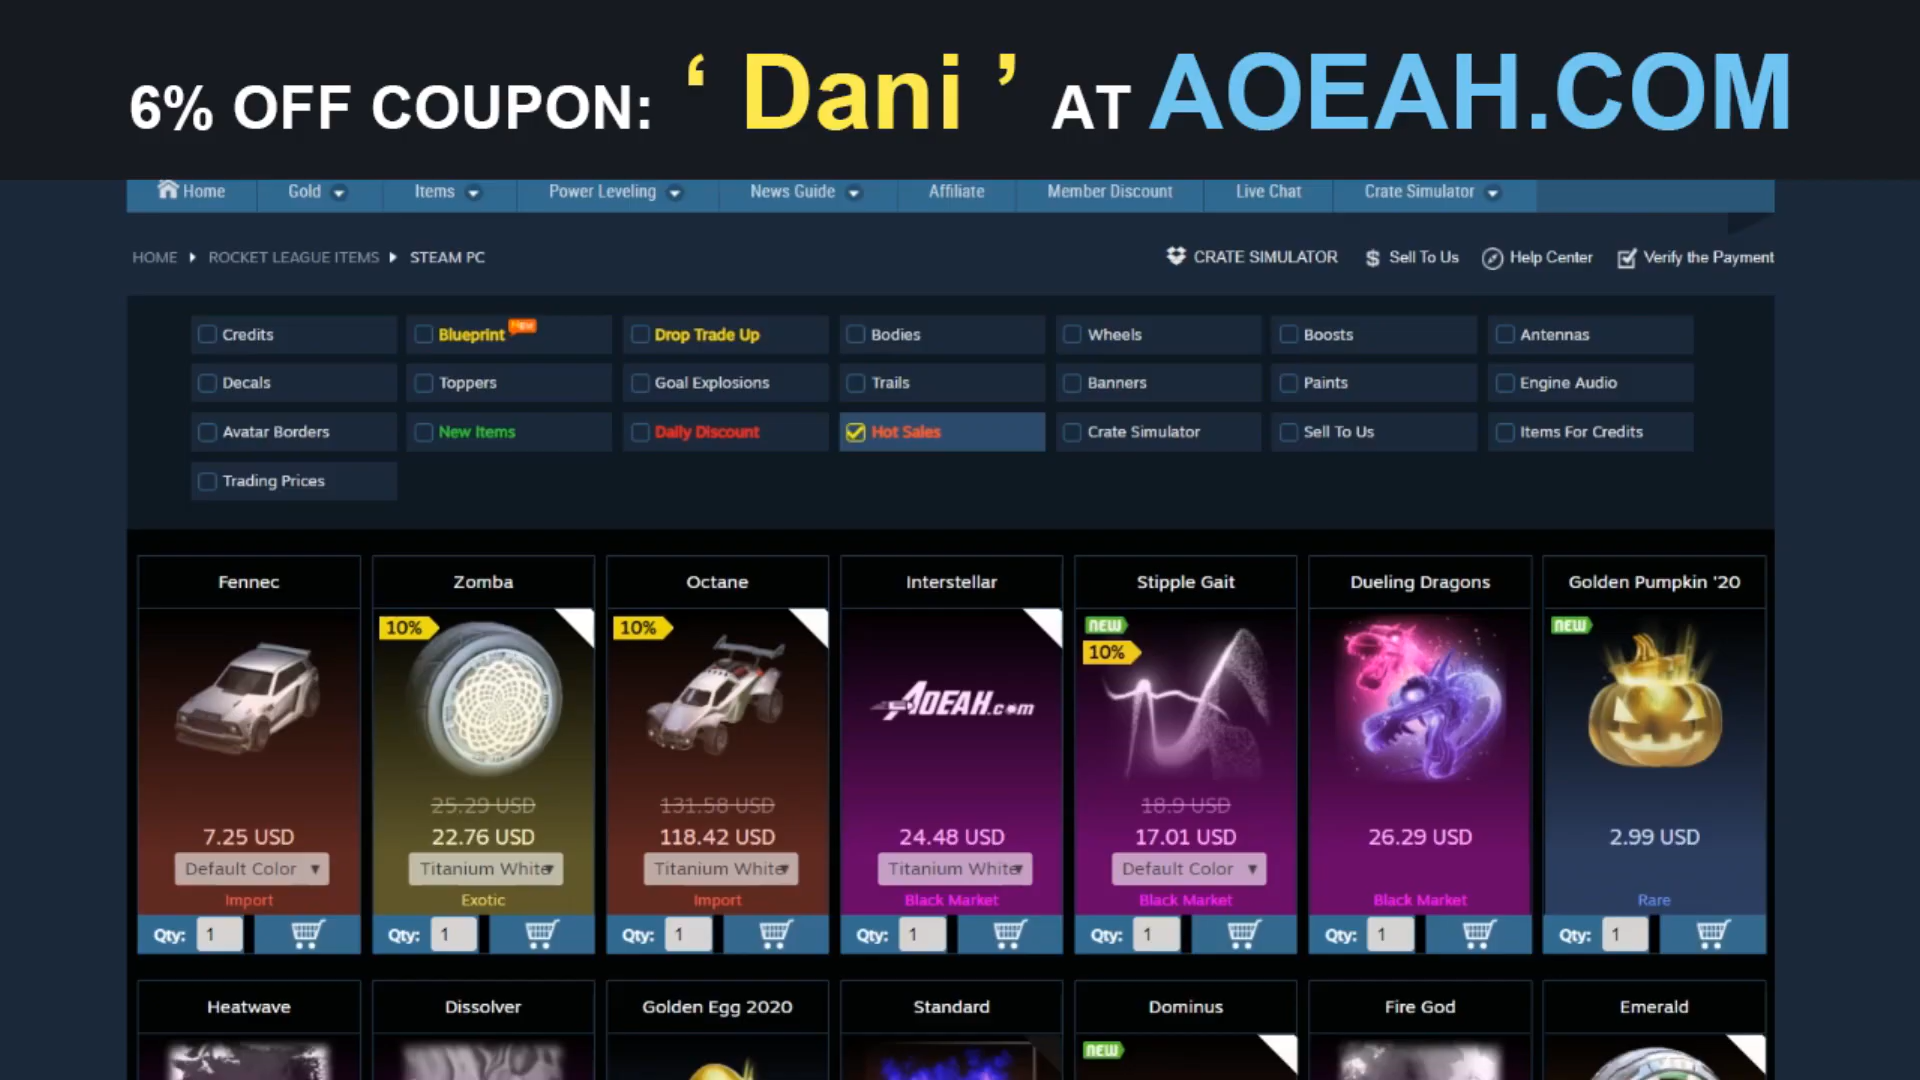 6% OFF COUPON: ‘ Dani ’ AT AOEAH.COM
Home Gold Items Power Leveling News Guide Affiliate Member Discount Live Chat Crate Simulator
HOME ROCKET LEAGUE ITEMS STEAM PC CRATE SIMULATOR $ Sell To Us Help Center Verify the Payment
Credits Blueprint New Drop Trade Up Bodies Wheels Boosts Antennas
Decals Toppers Goal Explosions Trails Banners Paints Engine Audio
Avatar Borders New Items Daily Discount Hot Sales Crate Simulator Sell To Us Items For Credits
Trading Prices
Fennec Zomba Octane Interstellar Stipple Gait Dueling Dragons Golden Pumpkin '20
10% 10% NEW NEW
10%
AOEAH.com
25.29 USD 131.58 USD 18.9 USD
7.25 USD 22.76 USD 118.42 USD 24.48 USD 17.01 USD 26.29 USD 2.99 USD
Default Color Titanium White Titanium White Titanium White Default Color
Import Exotic Import Black Market Black Market Black Market Rare
Qty: 1 Qty: 1 Qty: 1 Qty: 1 Qty: 1 Qty: 1 Qty: 1
Heatwave Dissolver Golden Egg 2020 Standard Dominus Fire God Emerald
NEW